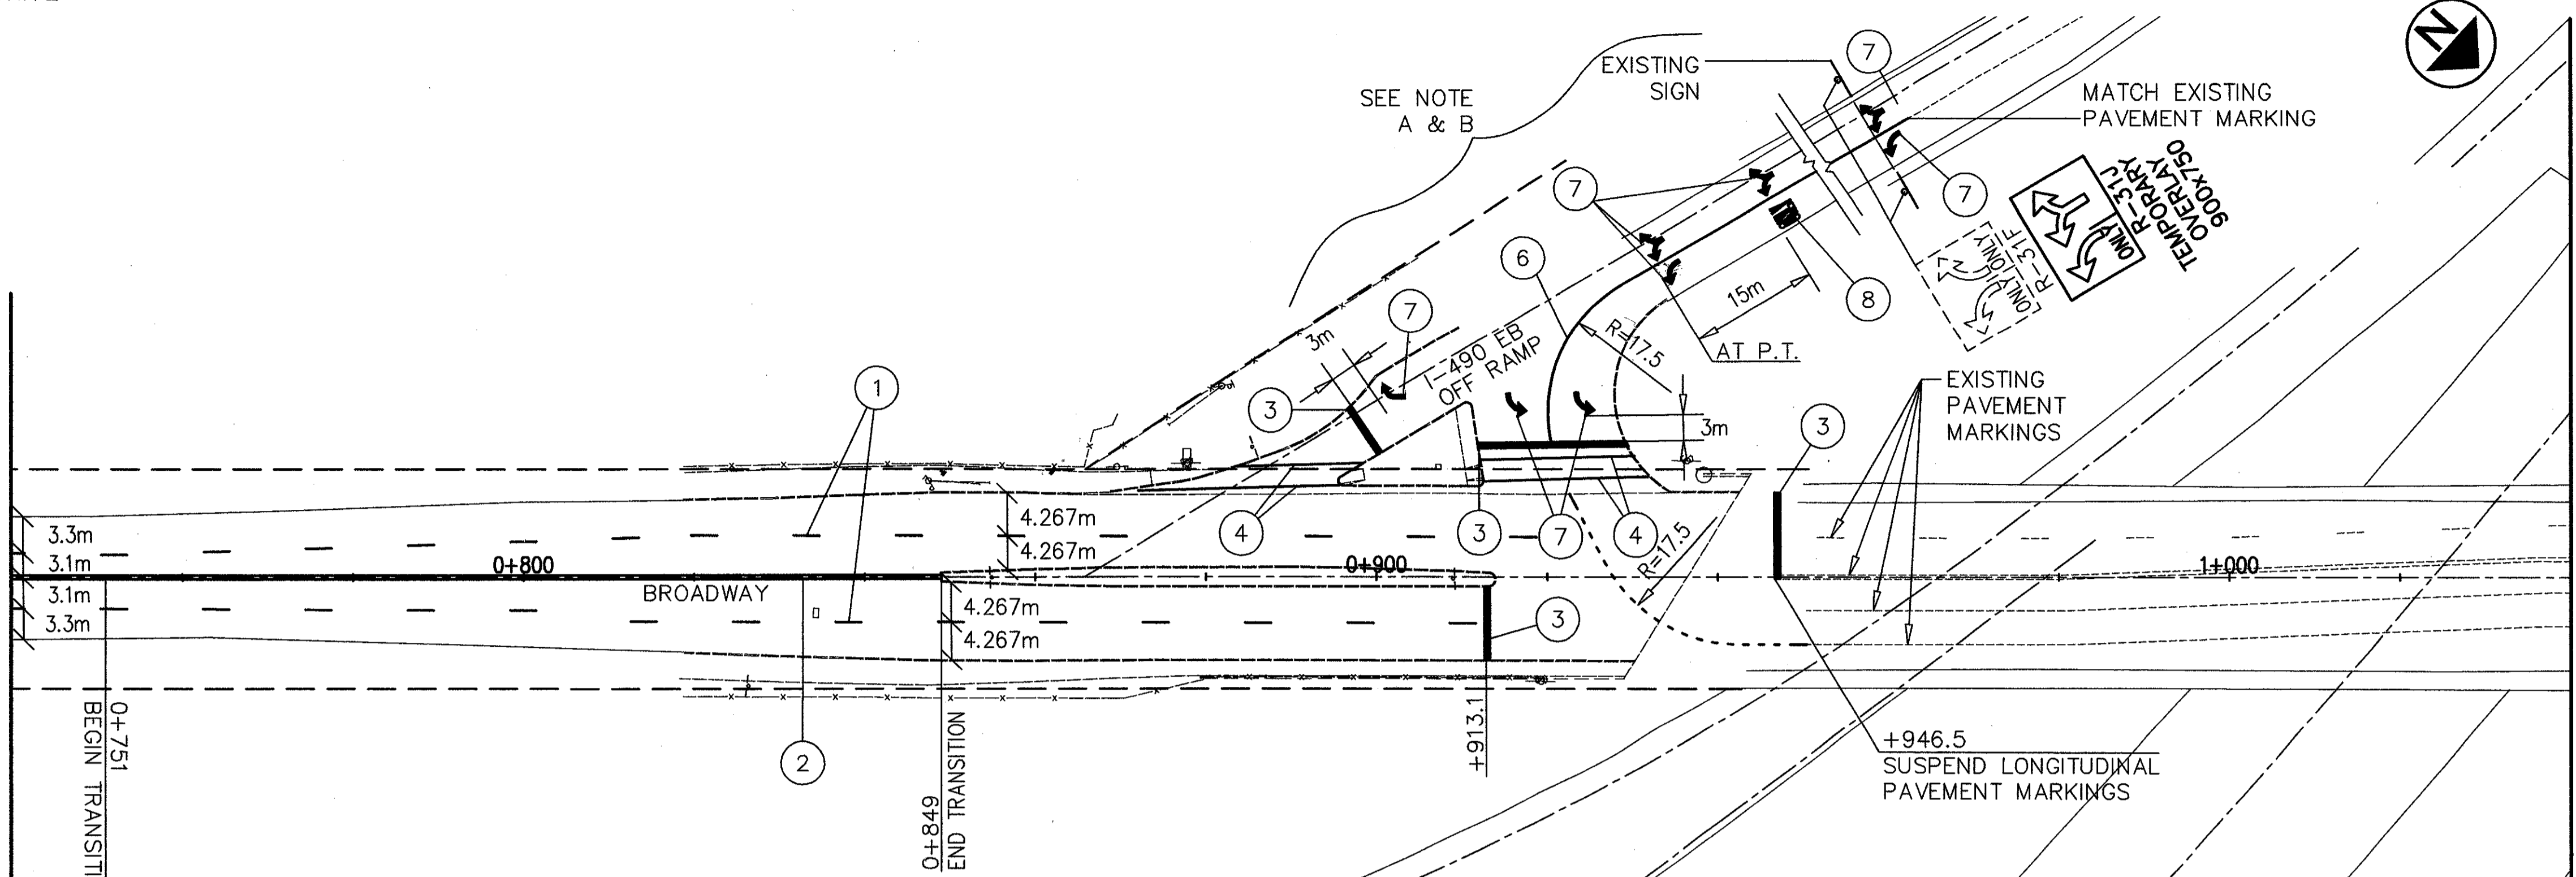 N
7
EXISTING
SIGN
SEE NOTE
A & B
MATCH EXISTING
PAVEMENT MARKING
7
7
ONLY
R-31J
TEMPORARY
OVERLAY
900x750
ONLY
ONLY
R-31F
6
8
15m
7
3m
R=17.5
AT P.T.
I-490 EB
OFF RAMP
1
3
3m
EXISTING
PAVEMENT
MARKINGS
3
3.3m
3.1m
3.1m
3.3m
0+800
BROADWAY
4.267m
4.267m
4.267m
4.267m
4
3
7
4
0+900
R=17.5
1+000
3
2
0+751
BEGIN TRANSITI
0+849
END TRANSITION
+913.1
+946.5
SUSPEND LONGITUDINAL
PAVEMENT MARKINGS